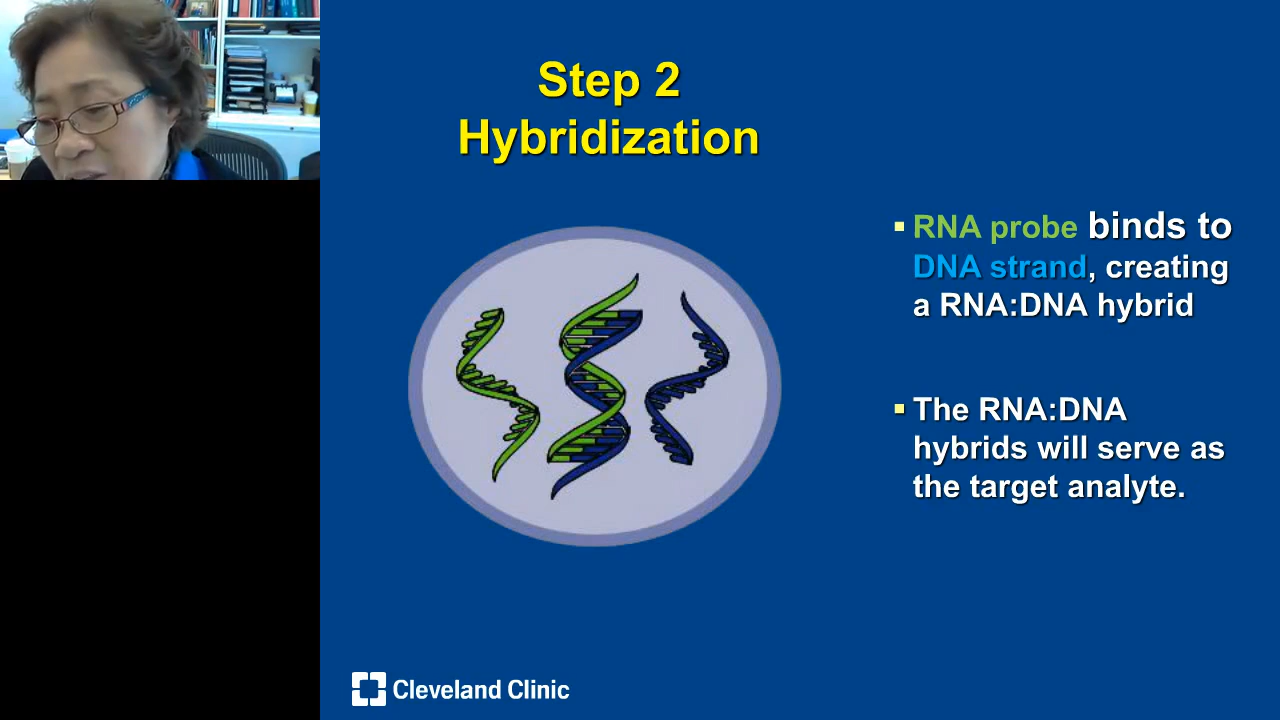 Step 2
Hybridization
▪ RNA probe binds to
DNA strand, creating
a RNA:DNA hybrid
▪ The RNA:DNA
hybrids will serve as
the target analyte.
Cleveland Clinic